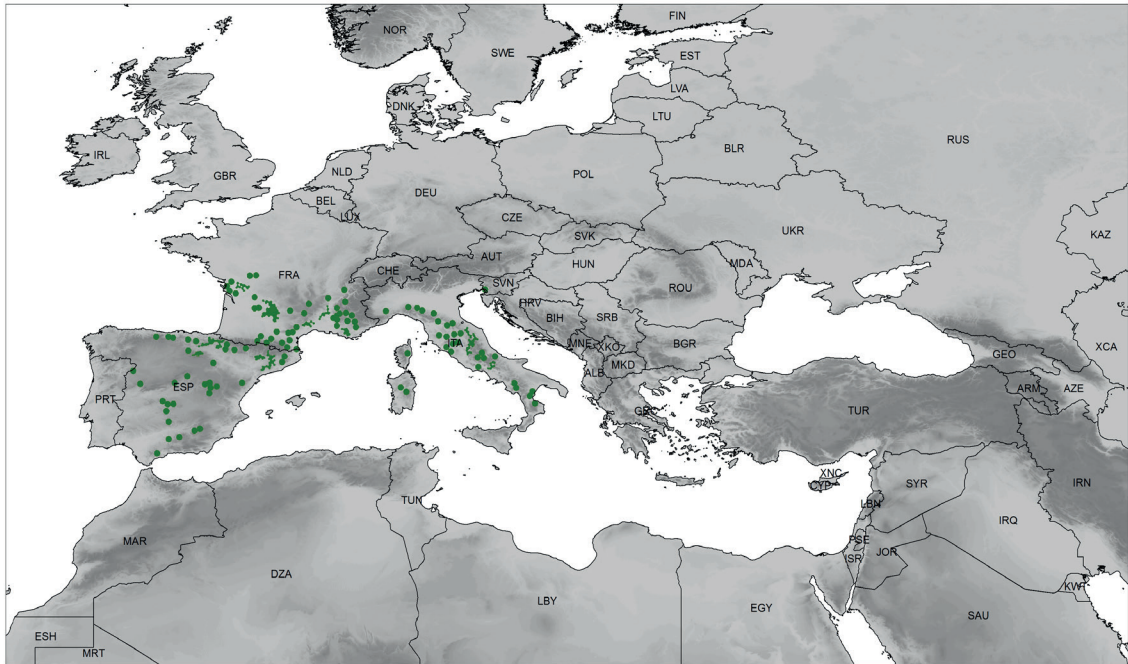 FIN
NOR
SWE
EST
LVA
DNK
LTU
RUS
IRL
BLR
GBR
NLD
POL
DEU
BEL
LUX
CZE
UKR
SVK
KAZ
AUT
MDA
HUN
CHE
FRA
SVN
ROU
HRV
BIH
SRB
XCA
ITA
MNE
XKO
BGR
GEO
MKD
ALB
ARM
AZE
ESP
PRT
GRC
TUR
XNC
CYP
IRN
SYR
TUN
LBN
IRQ
MAR
PSE
JOR
ISR
DZA
KWT
LBY
EGY
SAU
ESH
MRT